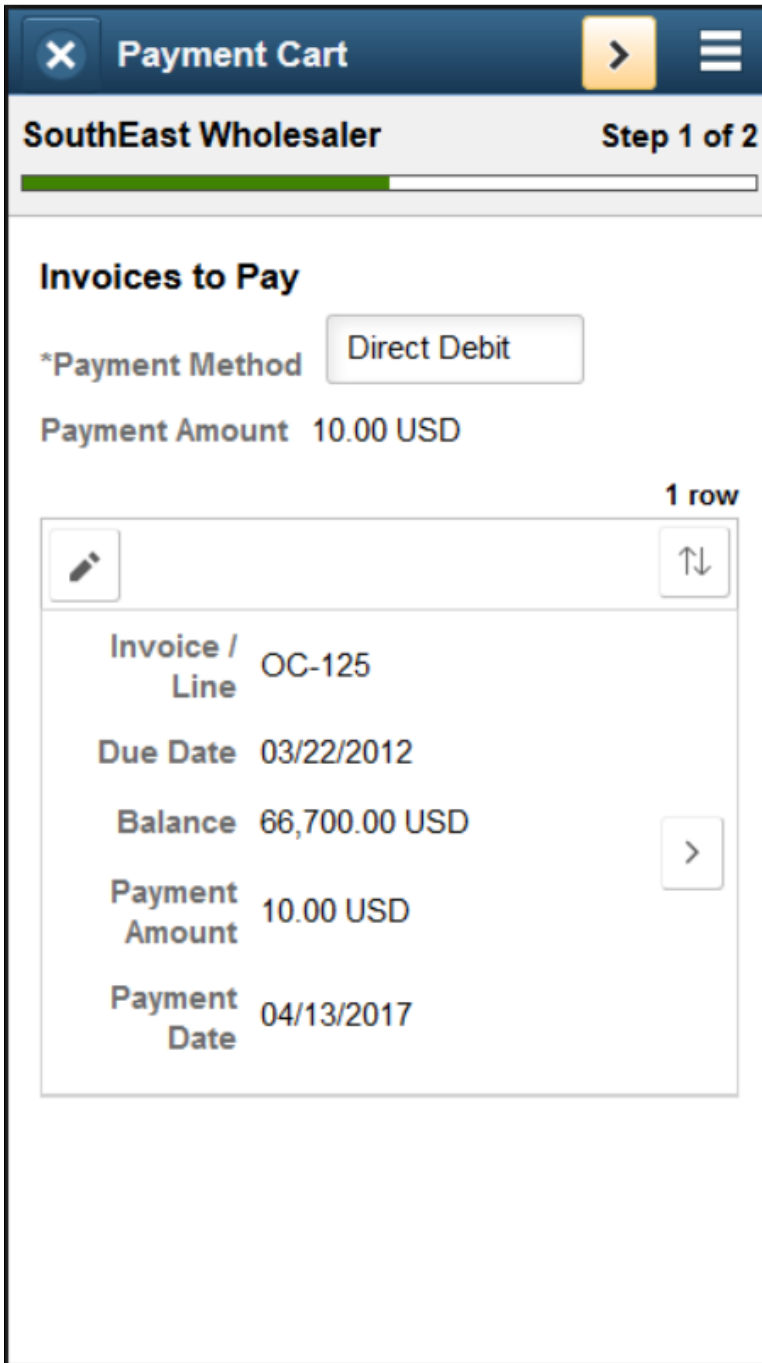 Payment Cart
SouthEast Wholesaler Step 1 of 2
Invoices to Pay
*Payment Method Direct Debit
Payment Amount 10.00 USD
1 row
Invoice /
Line OC-125
Due Date 03/22/2012
Balance 66,700.00 USD
Payment
Amount 10.00 USD
Payment
Date 04/13/2017